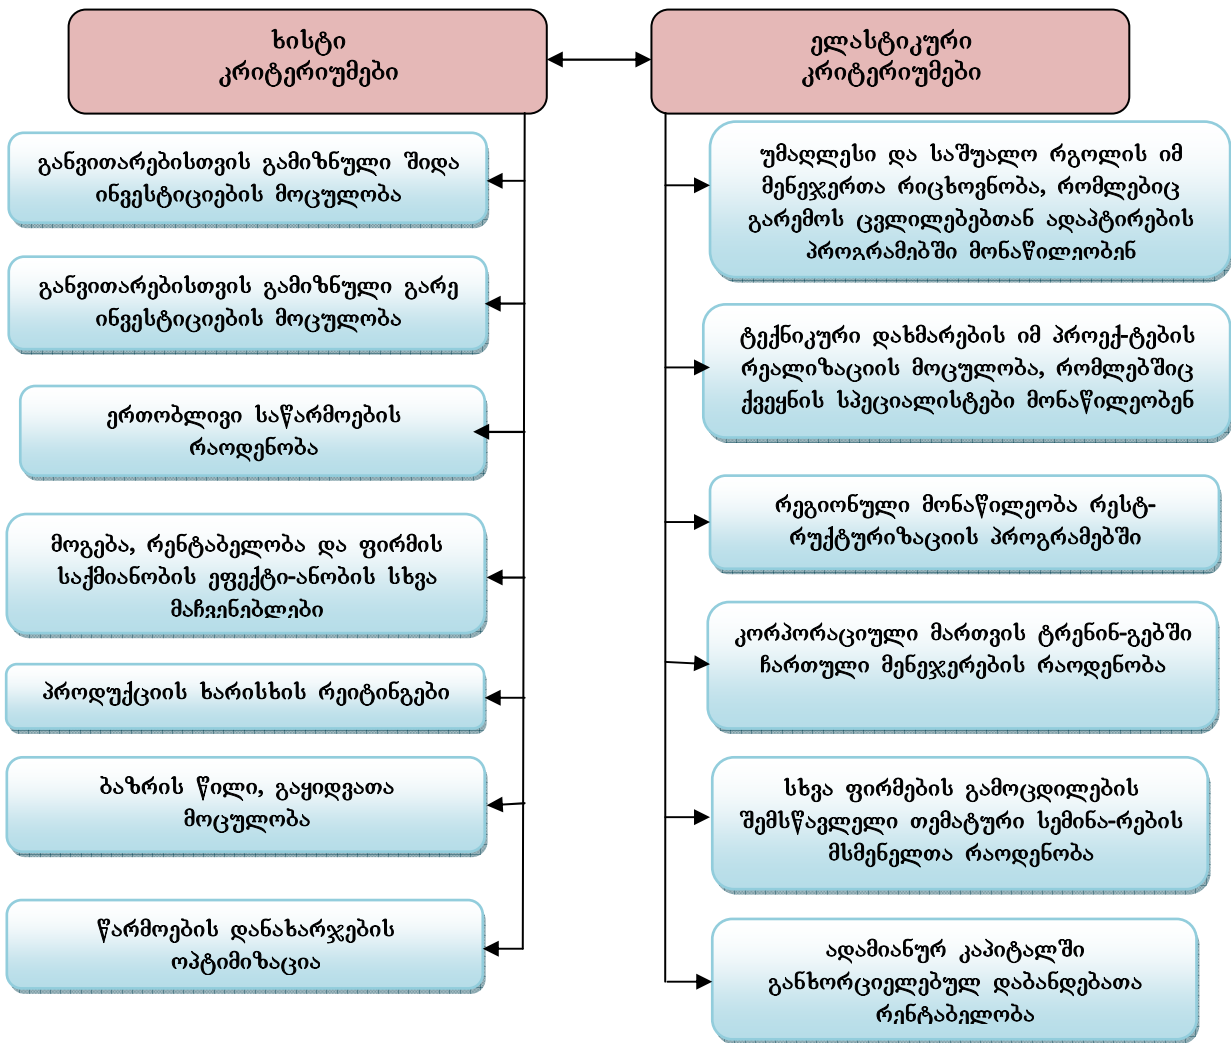 ხისტი
კრიტერიუმები
ელასტიკური
კრიტერიუმები
განვითარებისთვის გამიზნული შიდა
ინვესტიციების მოცულობა
განვითარებისთვის გამიზნული გარე
ინვესტიციების მოცულობა
ერთობლივი საწარმოების
რაოდენობა
მოგება, რენტაბელობა და ფირმის
საქმიანობის ეფექტი-ანობის სხვა
მაჩვენებლები
პროდუქციის ხარისხის რეიტინგები
ბაზრის წილი, გაყიდვათა
მოცულობა
წარმოების დანახარჯების
ოპტიმიზაცია
უმაღლესი და საშუალო რგოლის იმ
მენეჯერთა რიცხოვნობა, რომლებიც
გარემოს ცვლილებებთან ადაპტირების
პროგრამებში მონაწილეობენ
ტექნიკური დახმარების იმ პროექ-ტების
რეალიზაციის მოცულობა, რომლებშიც
ქვეყნის სპეციალისტები მონაწილეობენ
რეგიონული მონაწილეობა რესტ-
რუქტურიზაციის პროგრამებში
კორპორაციული მართვის ტრენინ-გებში
ჩართული მენეჯერების რაოდენობა
სხვა ფირმების გამოცდილების
შემსწავლელი თემატური სემინა-რების
მსმენელთა რაოდენობა
ადამიანურ კაპიტალში
განხორციელებულ დაბანდებათა
რენტაბელობა